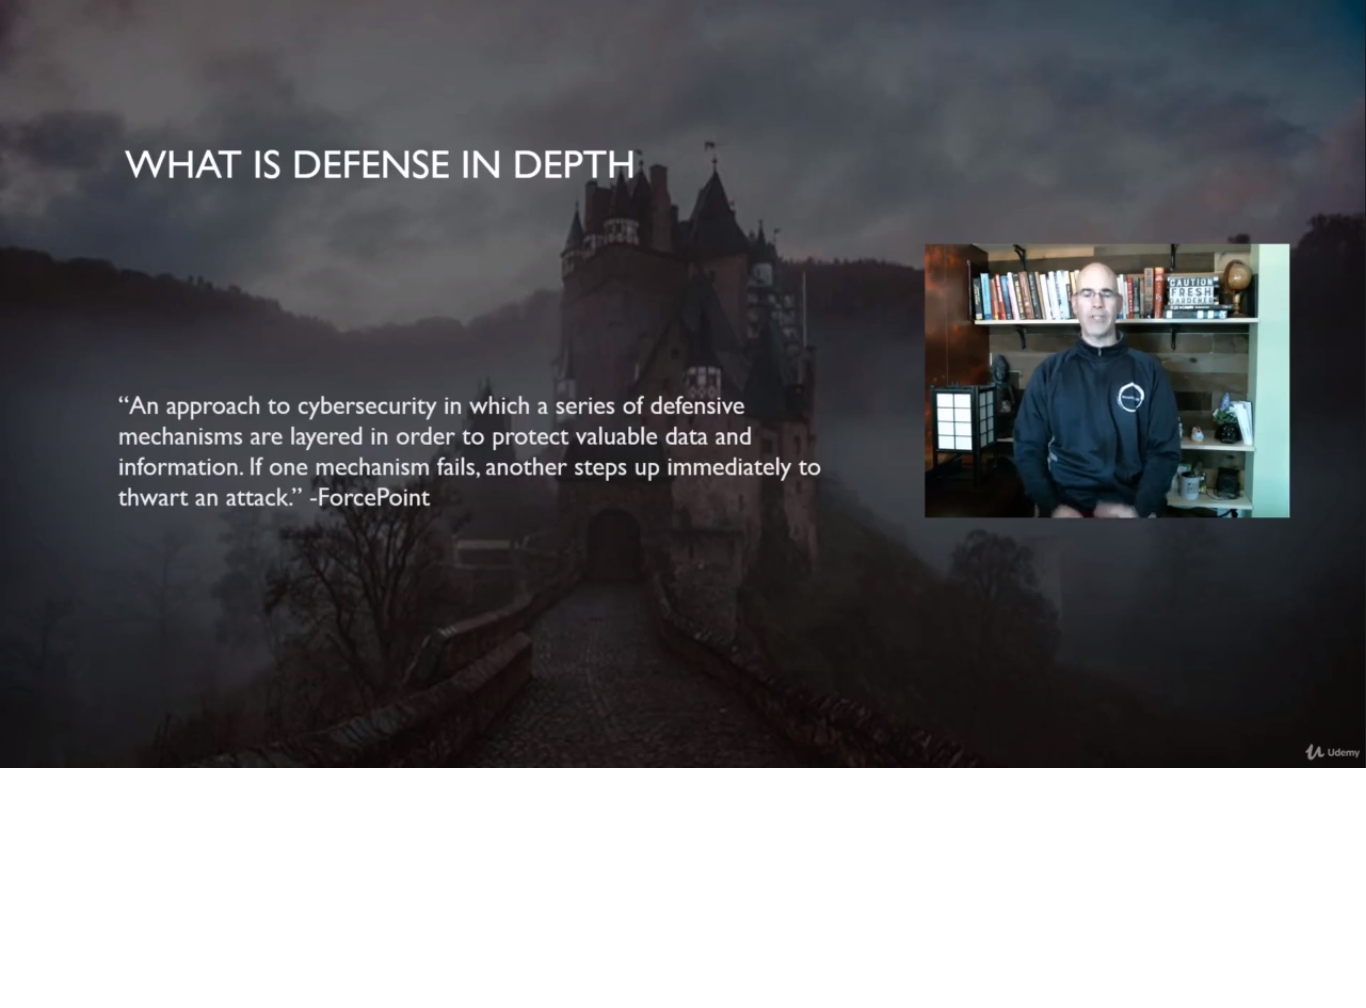 WHAT IS DEFENSE IN DEPTH
“An approach to cybersecurity in which a series of defensive
mechanisms are layered in order to protect valuable data and
information. If one mechanism fails, another steps up immediately to
thwart an attack.” -ForcePoint
CAUTION
FRESH
Udemy